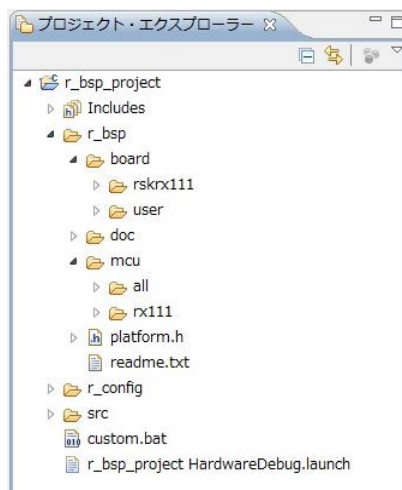 プロジェクト・エクスプローラー
r_bsp_project
Includes
r_bsp
board
rskrx111
user
doc
mcu
all
rx111
platform.h
readme.txt
r_config
src
custom.bat
r_bsp_project HardwareDebug.launch